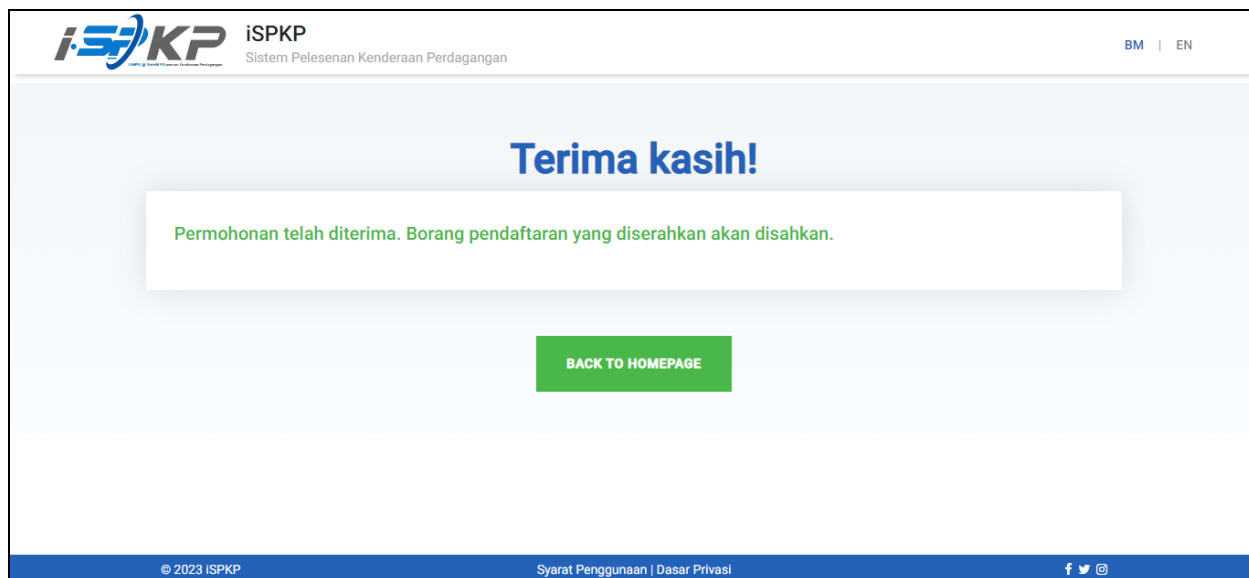 i-SPKP
iSPKP
Sistem Pelesenan Kenderaan Perdagangan
BM | EN
Terima kasih!
Permohonan telah diterima. Borang pendaftaran yang diserahkan akan disahkan.
BACK TO HOMEPAGE
© 2023 iSPKP
Syarat Penggunaan | Dasar Privasi